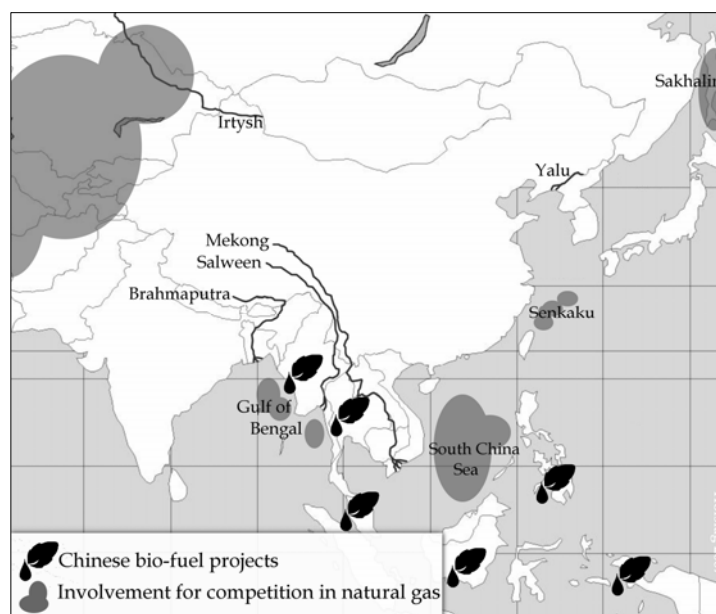 Sakhalin
Irtysh
Yalu
Mekong
Salween
Brahmaputra
Senkaku
Gulf of
Bengal
South China
Sea
Chinese bio-fuel projects
Involvement for competition in natural gas